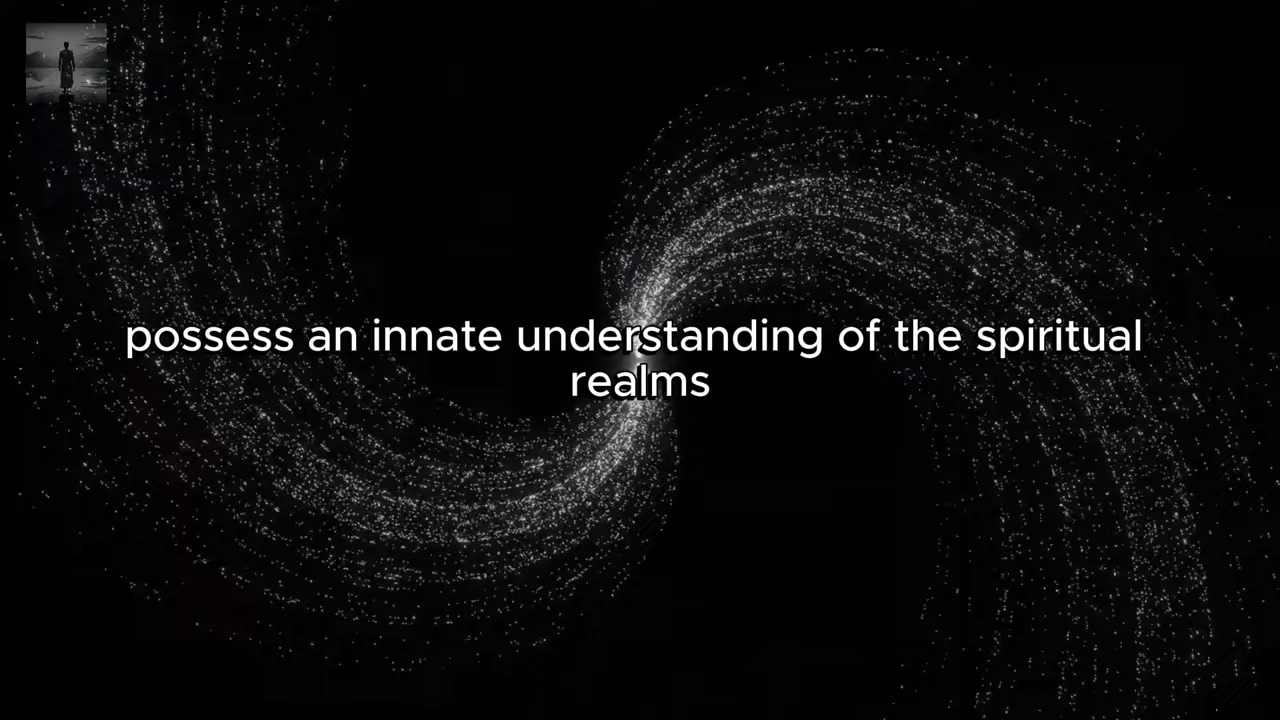 possess an innate understanding of the spiritual
realms